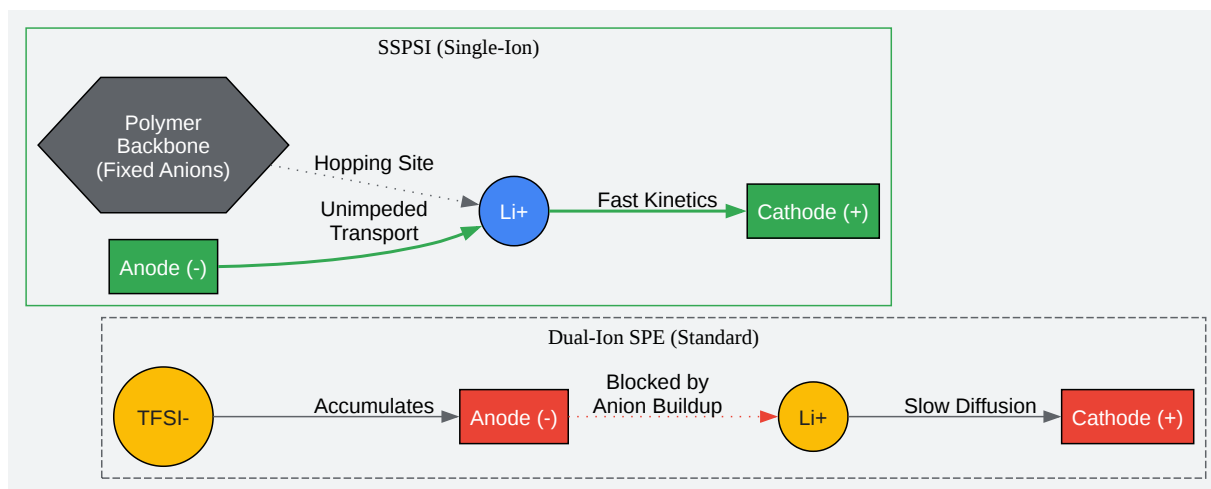 SSPSI (Single-Ion)
Polymer
Backbone
(Fixed Anions)
Hopping Site
Unimpeded
Transport
Li+
Fast Kinetics
Cathode (+)
Anode (-)
Dual-Ion SPE (Standard)
TFSI-
Accumulates
Anode (-)
Blocked by
Anion Buildup
Li+
Slow Diffusion
Cathode (+)